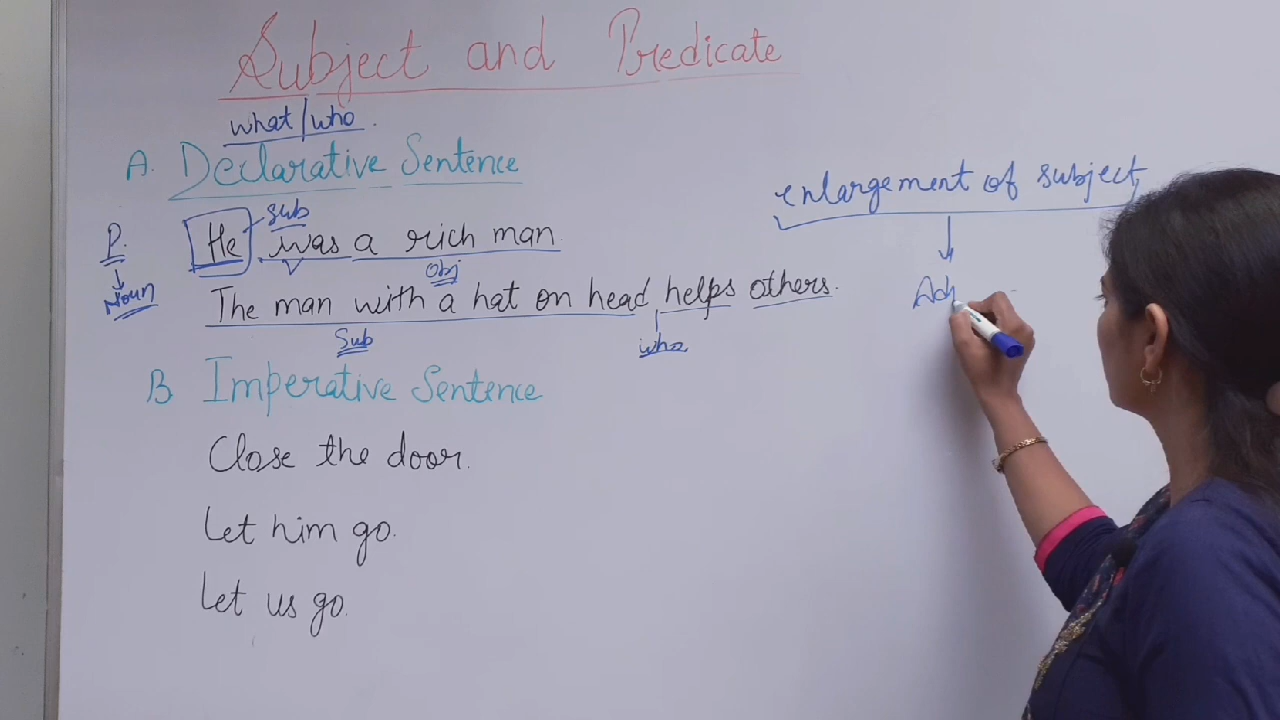 Subject and Predicate
what/who.
A. Declarative Sentence
enlargement of subject,
sub
P. He was a rich man.
Obj
Noun
The man with a hat on head helps others.
Sub
who
B Imperative Sentence
Close the door.
Let him go.
Let us go.